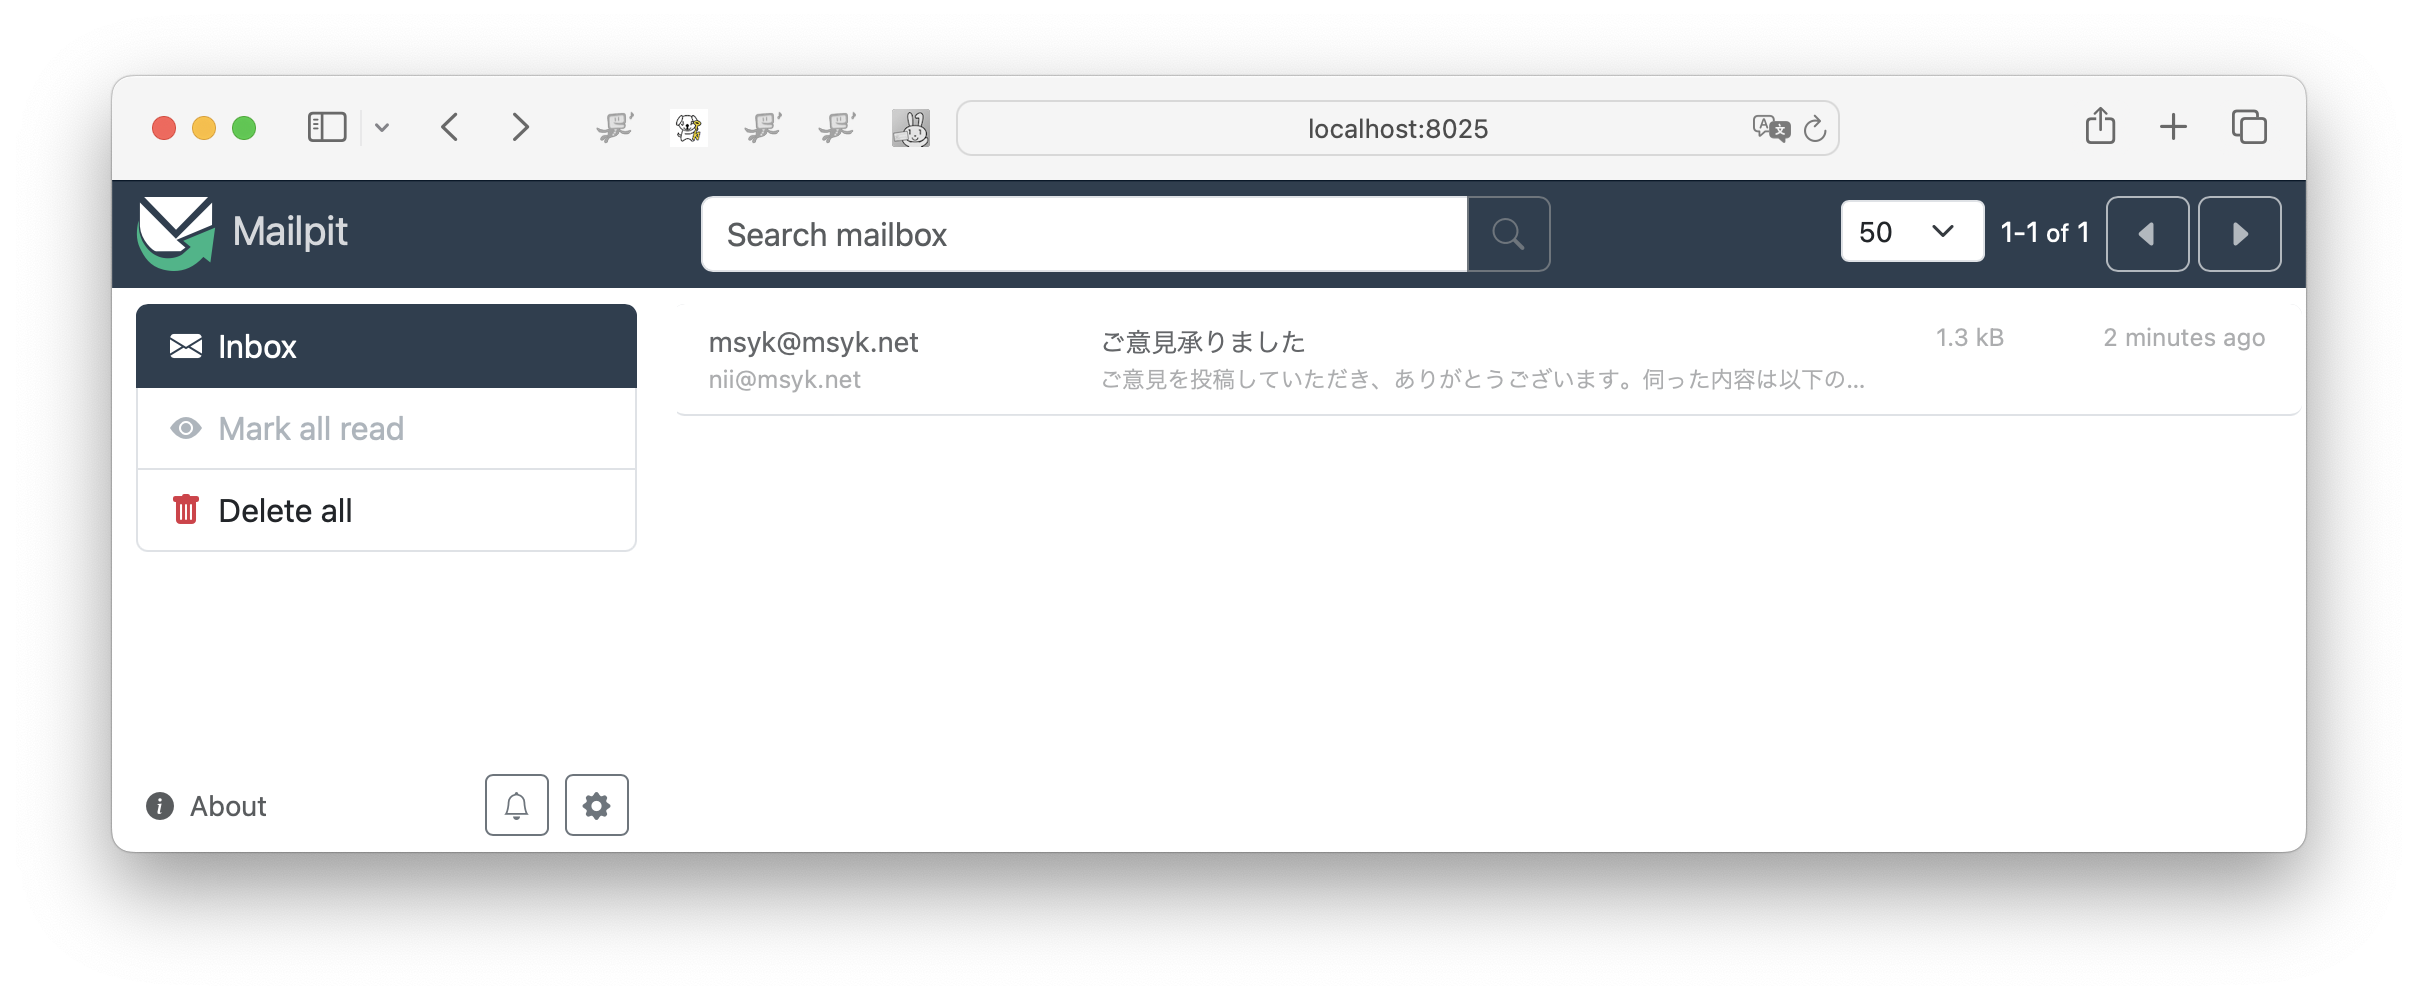 localhost:8025
Mailpit
Search mailbox
50
1-1 of 1
Inbox
Mark all read
Delete all
msyk@msyk.net
ご意見承りました
1.3 kB
2 minutes ago
nii@msyk.net
ご意見を投稿していただき、ありがとうございます。伺った内容は以下の...
About